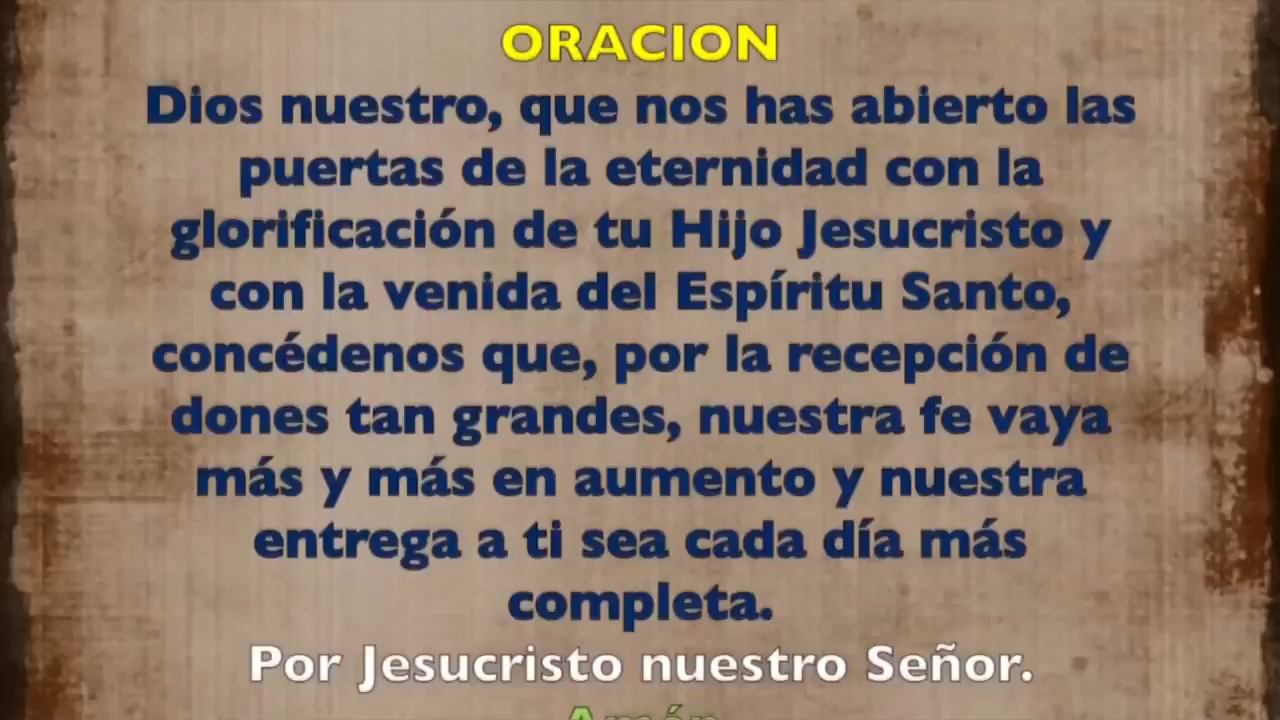 ORACION
Dios nuestro, que nos has abierto las
puertas de la eternidad con la
glorificación de tu Hijo Jesucristo y
con la venida del Espíritu Santo,
concédenos que, por la recepción de
dones tan grandes, nuestra fe vaya
más y más en aumento y nuestra
entrega a ti sea cada día más
completa.
Por Jesucristo nuestro Señor.